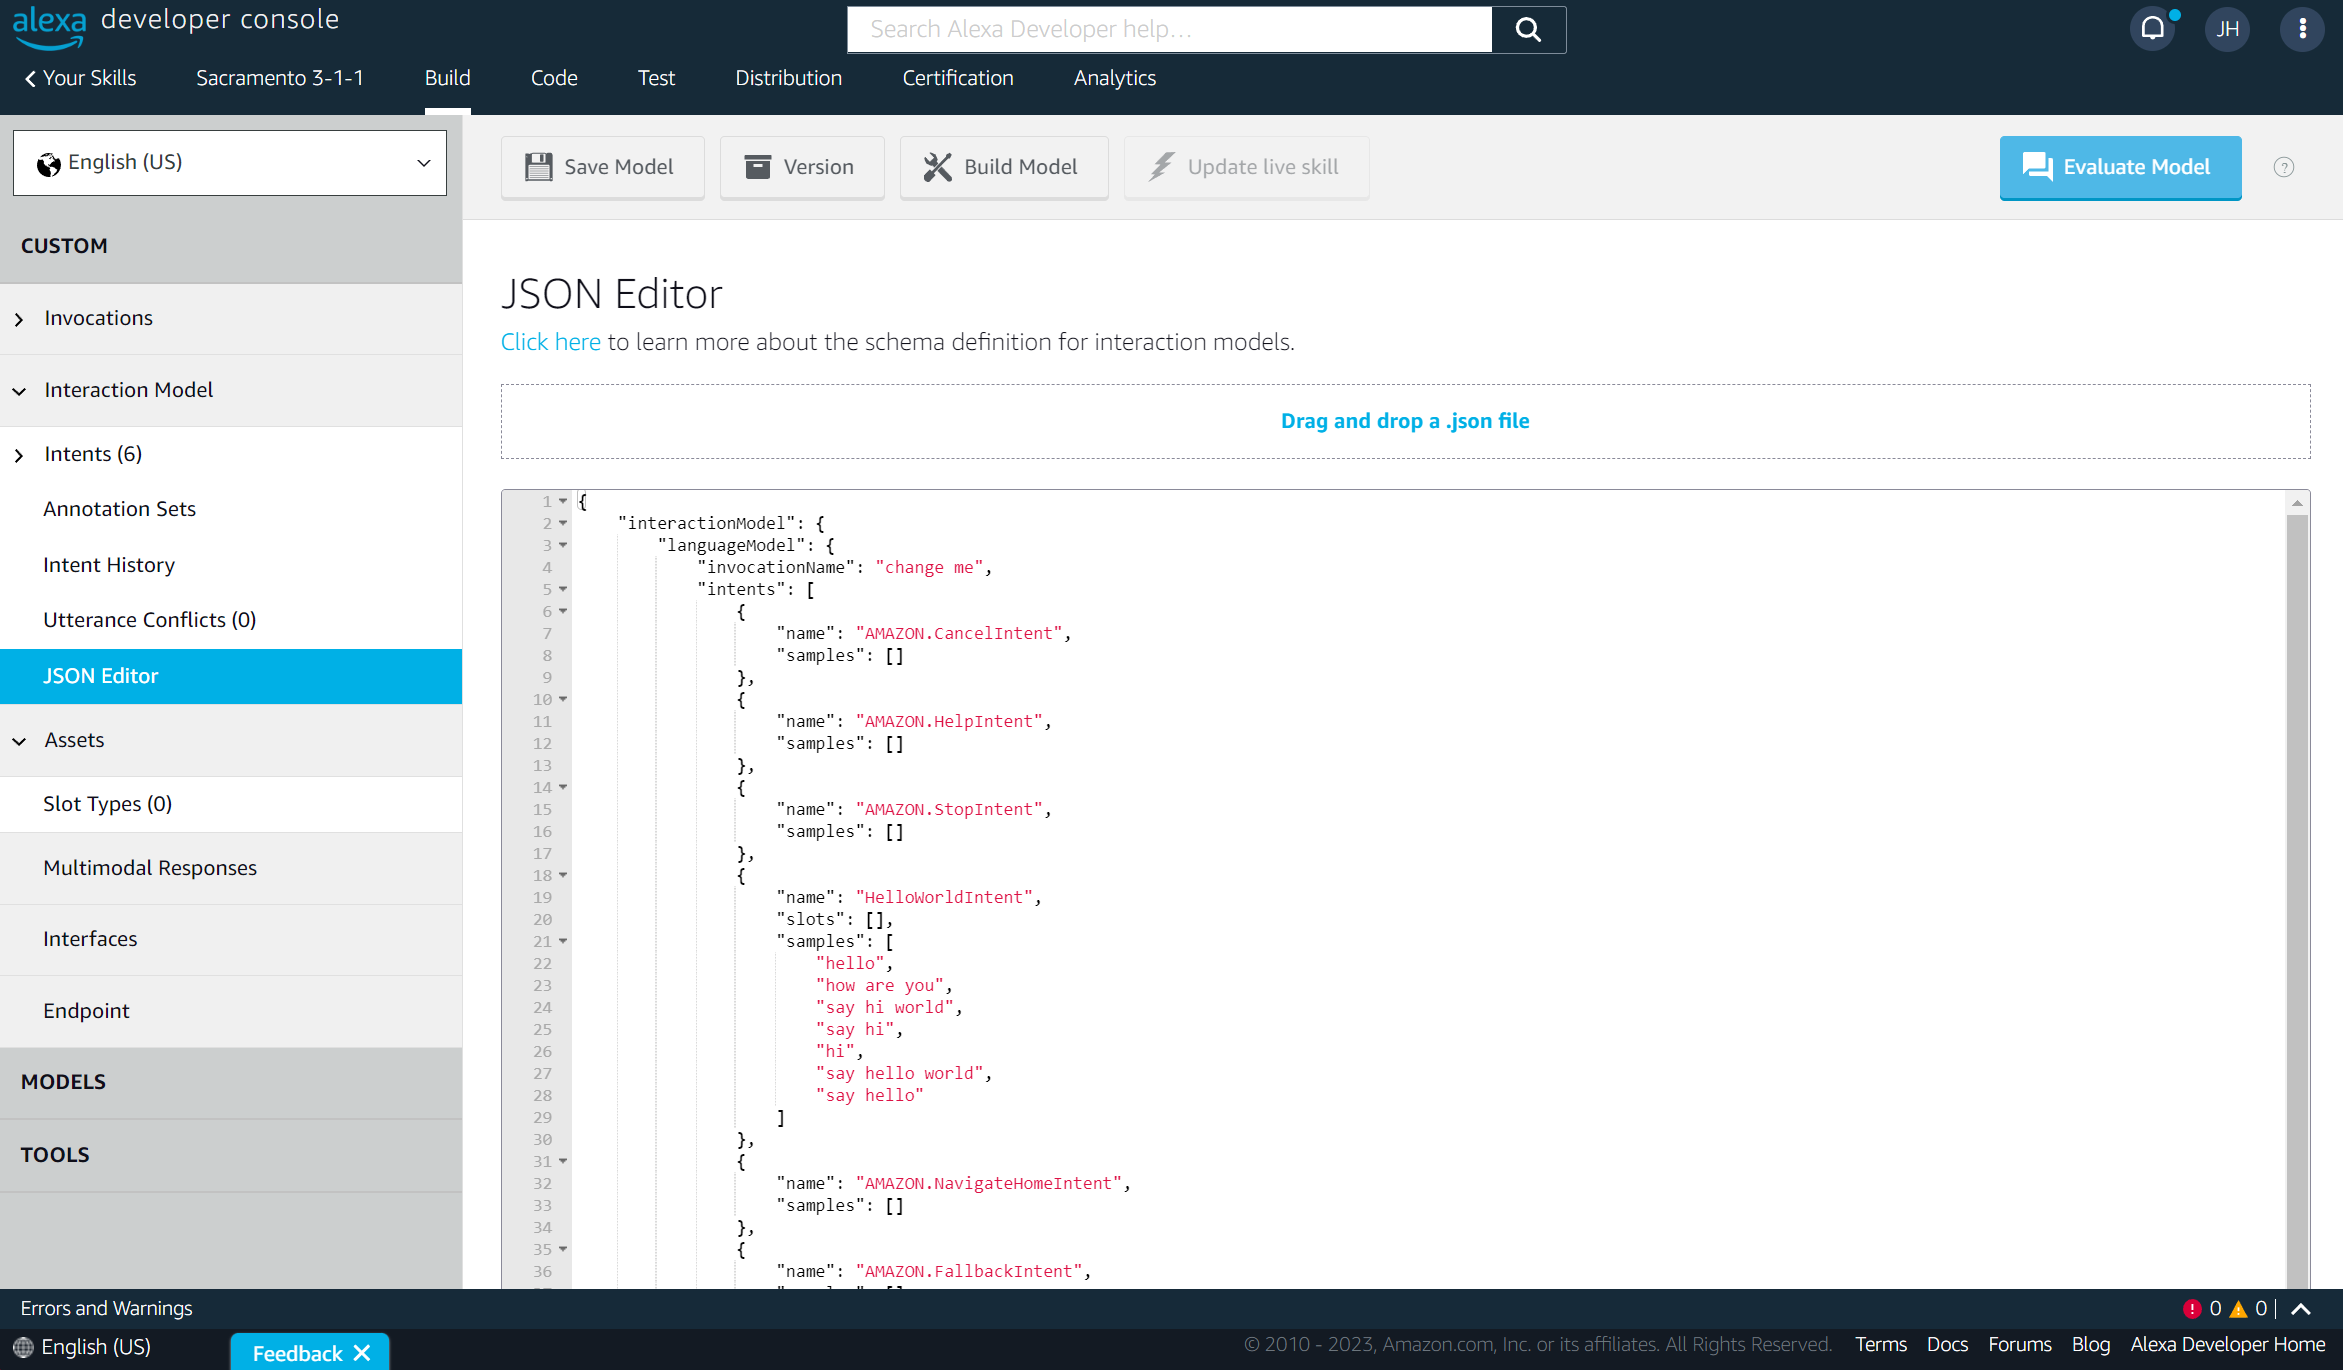 alexa developer console
Search Alexa Developer help...
JH
Your Skills
Sacramento 3-1-1
Build
Code
Test
Distribution
Certification
Analytics
English (US)
Save Model
Version
Build Model
Update live skill
Evaluate Model
?
CUSTOM
Invocations
Interaction Model
Intents (6)
Annotation Sets
Intent History
Utterance Conflicts (0)
JSON Editor
Assets
Slot Types (0)
Multimodal Responses
Interfaces
Endpoint
MODELS
TOOLS
JSON Editor
Click here to learn more about the schema definition for interaction models.
Drag and drop a .json file
1 {
2 "interactionModel": {
3 "languageModel": {
4 "invocationName": "change me",
5 "intents": [
6 {
7 "name": "AMAZON.CancelIntent",
8 "samples": []
9 },
10 {
11 "name": "AMAZON.HelpIntent",
12 "samples": []
13 },
14 {
15 "name": "AMAZON.StopIntent",
16 "samples": []
17 },
18 {
19 "name": "HelloWorldIntent",
20 "slots": [],
21 "samples": [
22 "hello",
23 "how are you",
24 "say hi world",
25 "say hi",
26 "hi",
27 "say hello world",
28 "say hello"
29 ]
30 },
31 {
32 "name": "AMAZON.NavigateHomeIntent",
33 "samples": []
34 },
35 {
36 "name": "AMAZON.FallbackIntent",
Errors and Warnings
0 0
English (US)
Feedback
© 2010 - 2023, Amazon.com, Inc. or its affiliates. All Rights Reserved.
Terms
Docs
Forums
Blog
Alexa Developer Home